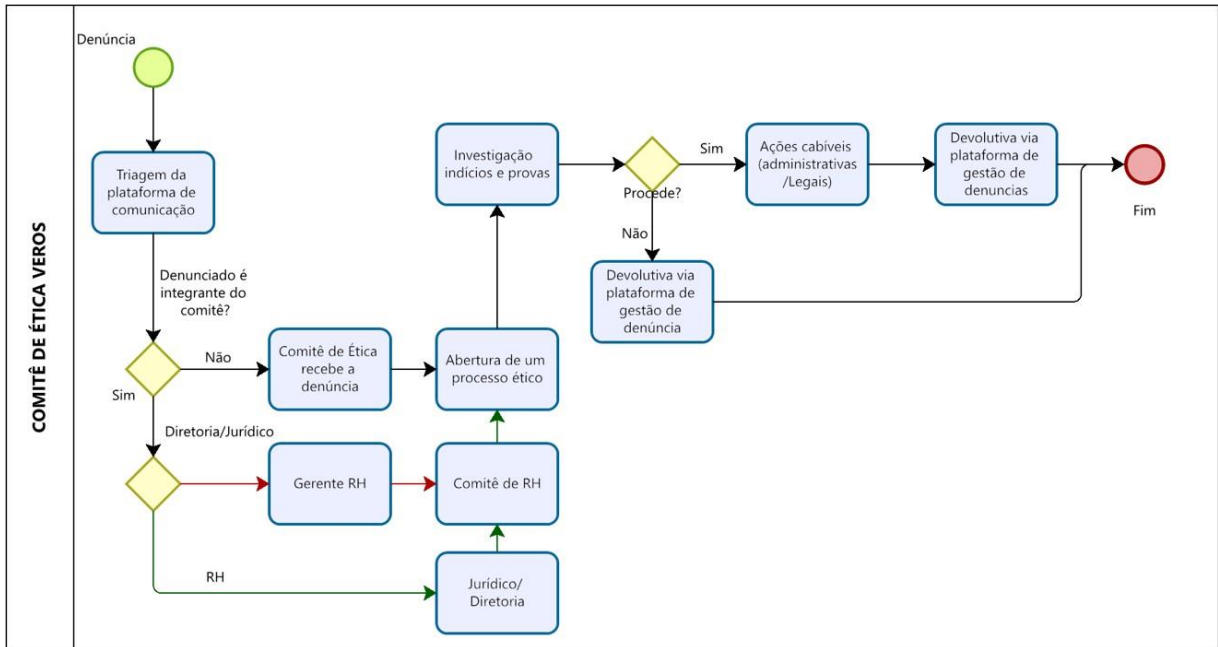 COMITÊ DE ÉTICA VEROS
Denúncia
Triagem da
plataforma de
comunicação
Denunciado é
integrante do
comitê?
Não
Sim
Comitê de Ética
recebe a
denúncia
Abertura de um
processo ético
Diretoria/Jurídico
Gerente RH
Comitê de RH
RH
Jurídico/
Diretoria
Investigação
indícios e provas
Procede?
Sim
Ações cabíveis
(administrativas
/Legais)
Devolutiva via
plataforma de
gestão de
denuncias
Não
Devolutiva via
plataforma de
gestão de
denúncia
Fim